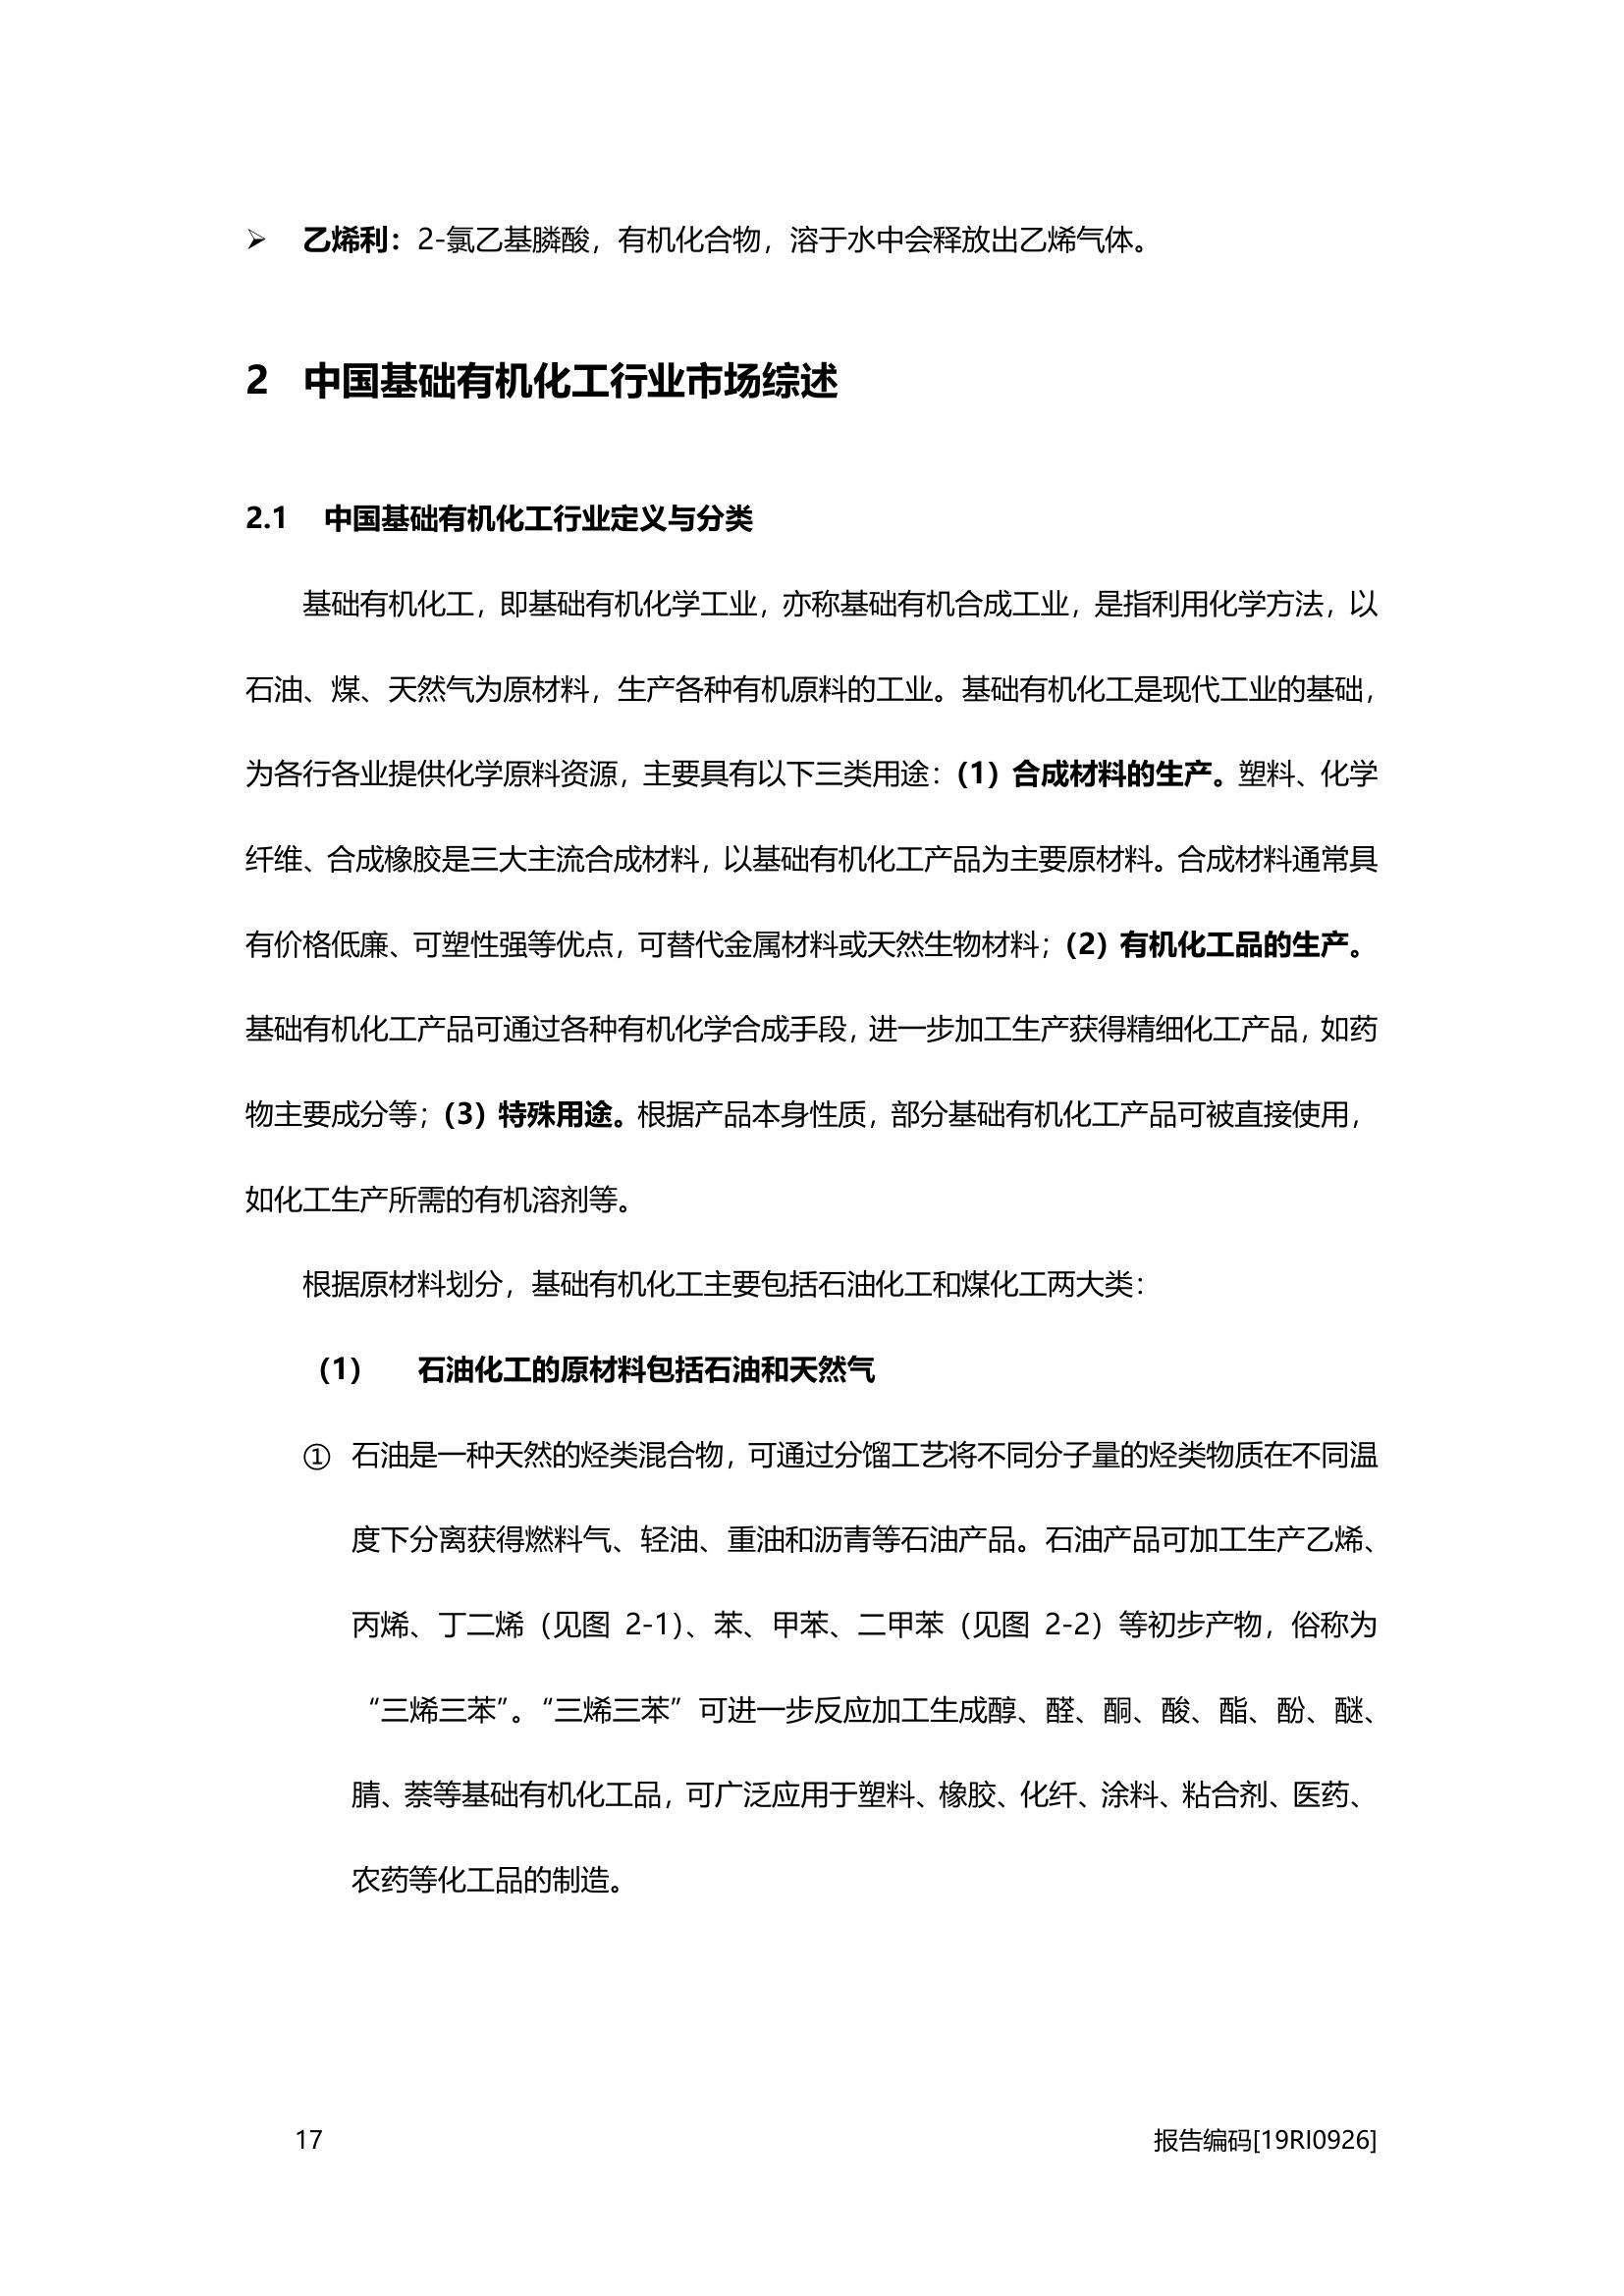 ➢ 乙烯利：2-氯乙基膦酸，有机化合物，溶于水中会释放出乙烯气体。
2 中国基础有机化工行业市场综述
2.1 中国基础有机化工行业定义与分类
基础有机化工，即基础有机化学工业，亦称基础有机合成工业，是指利用化学方法，以
石油、煤、天然气为原材料，生产各种有机原料的工业。基础有机化工是现代工业的基础，
为各行各业提供化学原料资源，主要具有以下三类用途：（1）合成材料的生产。塑料、化学
纤维、合成橡胶是三大主流合成材料，以基础有机化工产品为主要原材料。合成材料通常具
有价格低廉、可塑性强等优点，可替代金属材料或天然生物材料；（2）有机化工品的生产。
基础有机化工产品可通过各种有机化学合成手段，进一步加工生产获得精细化工产品，如药
物主要成分等；（3）特殊用途。根据产品本身性质，部分基础有机化工产品可被直接使用，
如化工生产所需的有机溶剂等。
根据原材料划分，基础有机化工主要包括石油化工和煤化工两大类：
（1） 石油化工的原材料包括石油和天然气
① 石油是一种天然的烃类混合物，可通过分馏工艺将不同分子量的烃类物质在不同温
度下分离获得燃料气、轻油、重油和沥青等石油产品。石油产品可加工生产乙烯、
丙烯、丁二烯（见图 2-1）、苯、甲苯、二甲苯（见图 2-2）等初步产物，俗称为
“三烯三苯”。“三烯三苯”可进一步反应加工生成醇、醛、酮、酸、酯、酚、醚、
腈、萘等基础有机化工品，可广泛应用于塑料、橡胶、化纤、涂料、粘合剂、医药、
农药等化工品的制造。
17 报告编码[19RI0926]